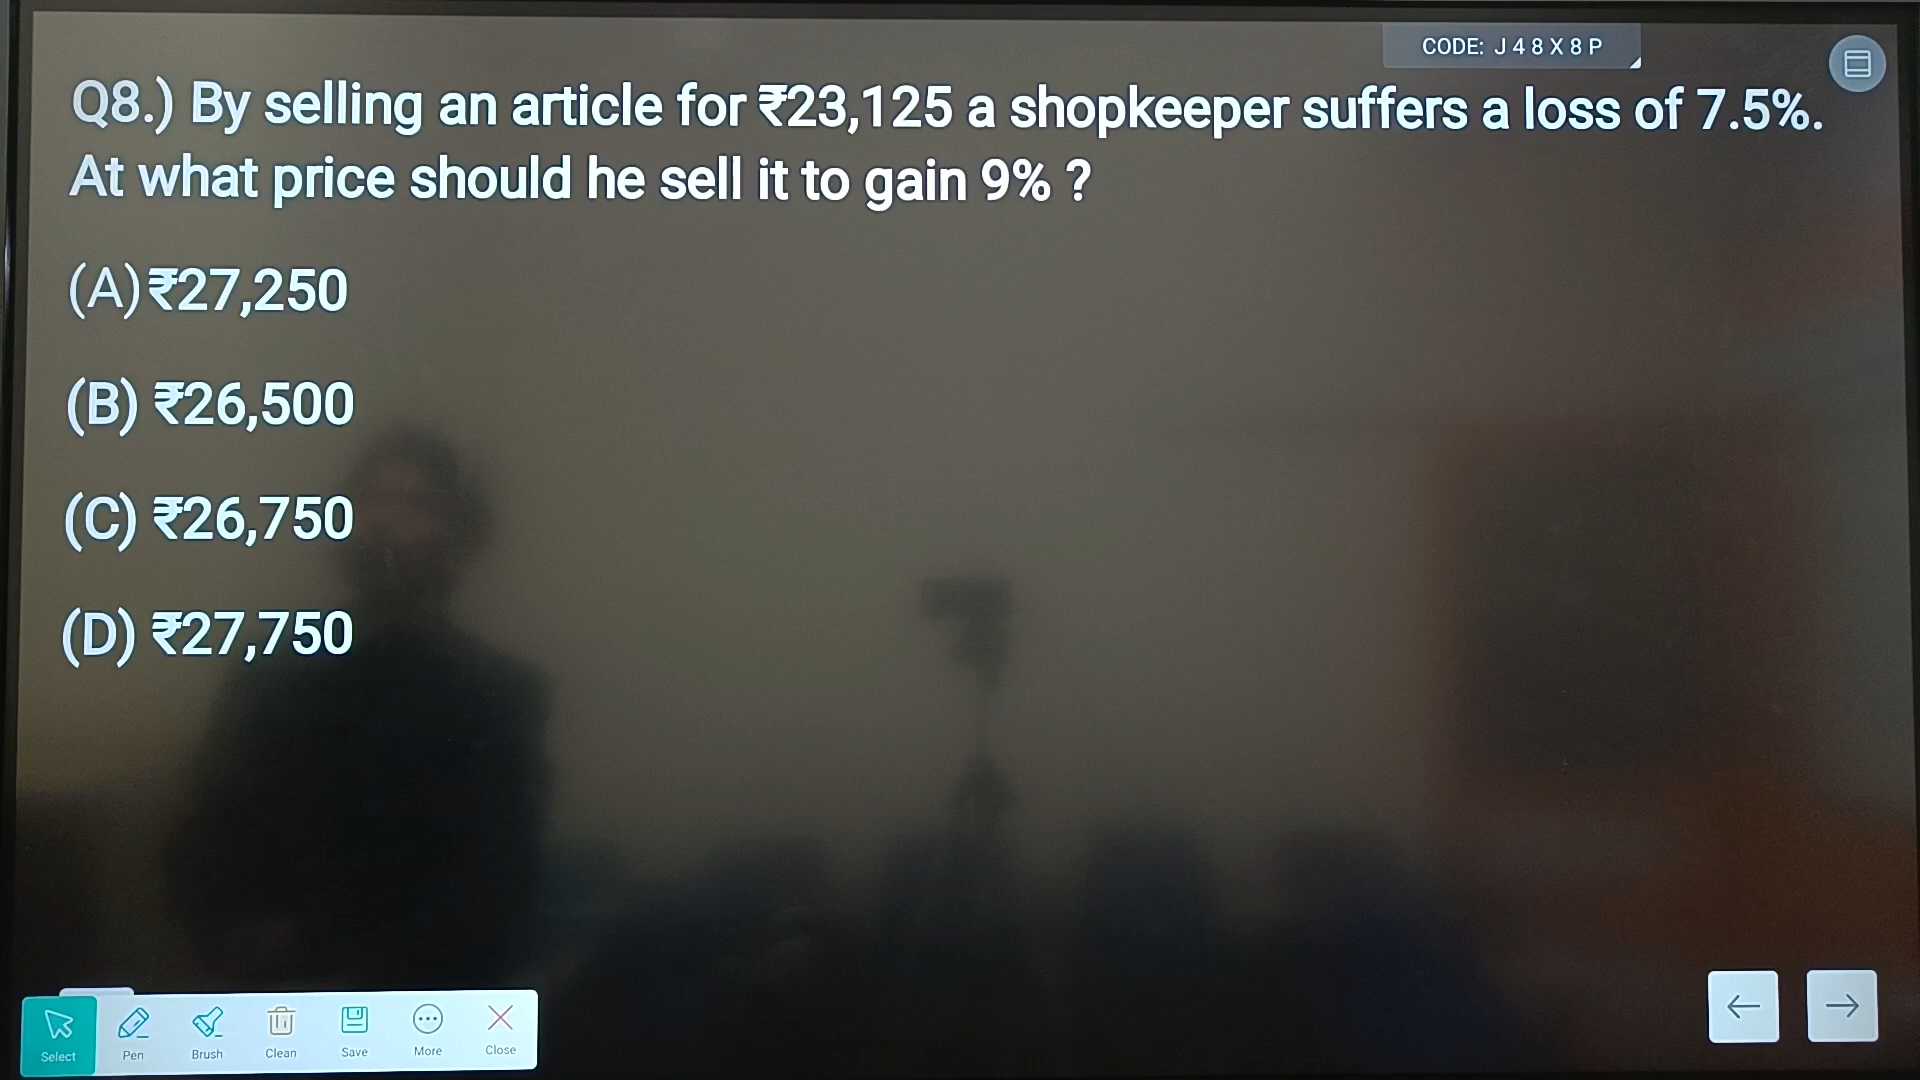 CODE: J 4 8 X 8 P
Q8.) By selling an article for ₹23,125 a shopkeeper suffers a loss of 7.5%.
At what price should he sell it to gain 9% ?
(A) ₹27,250
(B) ₹26,500
(C) ₹26,750
(D) ₹27,750
Select Pen Brush Clean Save More Close